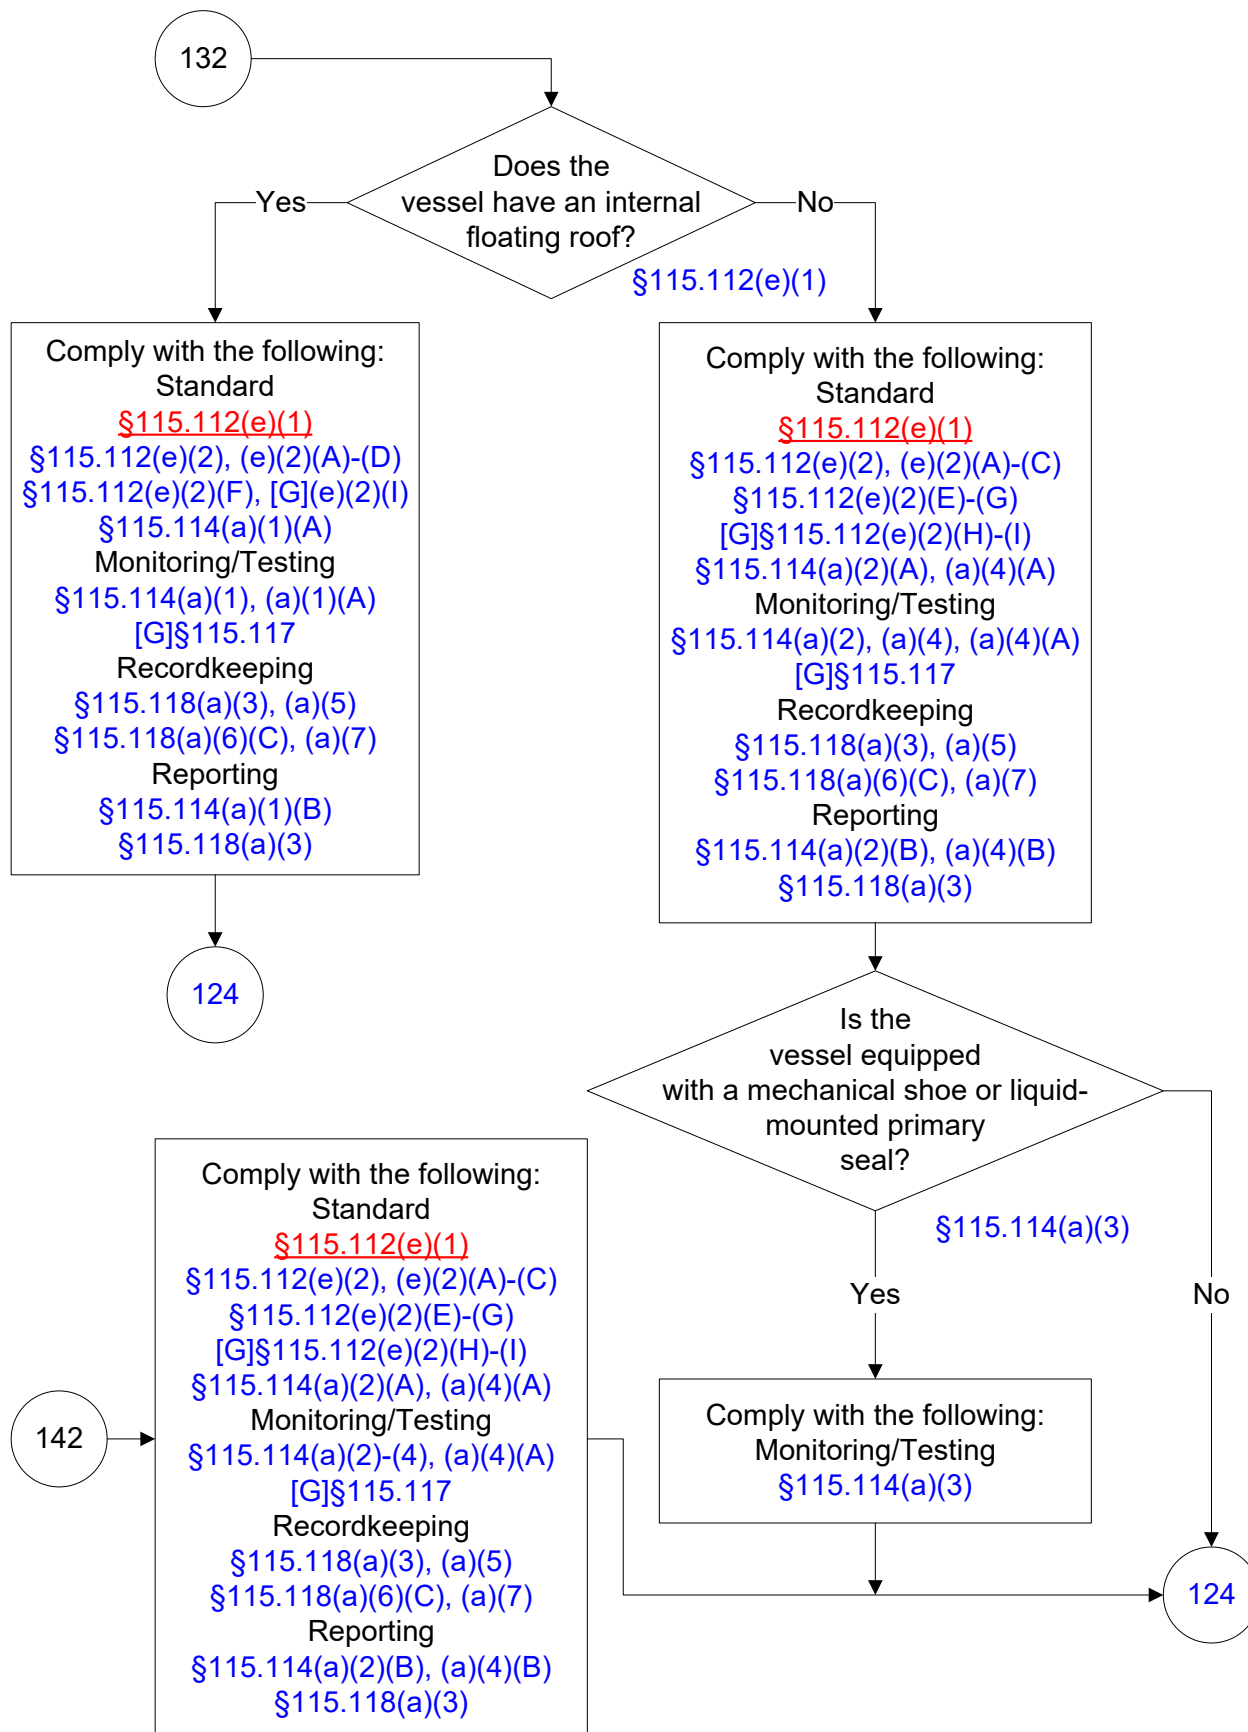 132
Does the
vessel have an internal
floating roof?
Yes
No
§115.112(e)(1)
Comply with the following:
Standard
§115.112(e)(1)
§115.112(e)(2), (e)(2)(A)-(D)
§115.112(e)(2)(F), [G](e)(2)(I)
§115.114(a)(1)(A)
Monitoring/Testing
§115.114(a)(1), (a)(1)(A)
[G]§115.117
Recordkeeping
§115.118(a)(3), (a)(5)
§115.118(a)(6)(C), (a)(7)
Reporting
§115.114(a)(1)(B)
§115.118(a)(3)
124
Comply with the following:
Standard
§115.112(e)(1)
§115.112(e)(2), (e)(2)(A)-(C)
§115.112(e)(2)(E)-(G)
[G]§115.112(e)(2)(H)-(I)
§115.114(a)(2)(A), (a)(4)(A)
Monitoring/Testing
§115.114(a)(2), (a)(4), (a)(4)(A)
[G]§115.117
Recordkeeping
§115.118(a)(3), (a)(5)
§115.118(a)(6)(C), (a)(7)
Reporting
§115.114(a)(2)(B), (a)(4)(B)
§115.118(a)(3)
Is the
vessel equipped
with a mechanical shoe or liquid-
mounted primary
seal?
§115.114(a)(3)
Yes
No
Comply with the following:
Monitoring/Testing
§115.114(a)(3)
124
142
Comply with the following:
Standard
§115.112(e)(1)
§115.112(e)(2), (e)(2)(A)-(C)
§115.112(e)(2)(E)-(G)
[G]§115.112(e)(2)(H)-(I)
§115.114(a)(2)(A), (a)(4)(A)
Monitoring/Testing
§115.114(a)(2)-(4), (a)(4)(A)
[G]§115.117
Recordkeeping
§115.118(a)(3), (a)(5)
§115.118(a)(6)(C), (a)(7)
Reporting
§115.114(a)(2)(B), (a)(4)(B)
§115.118(a)(3)